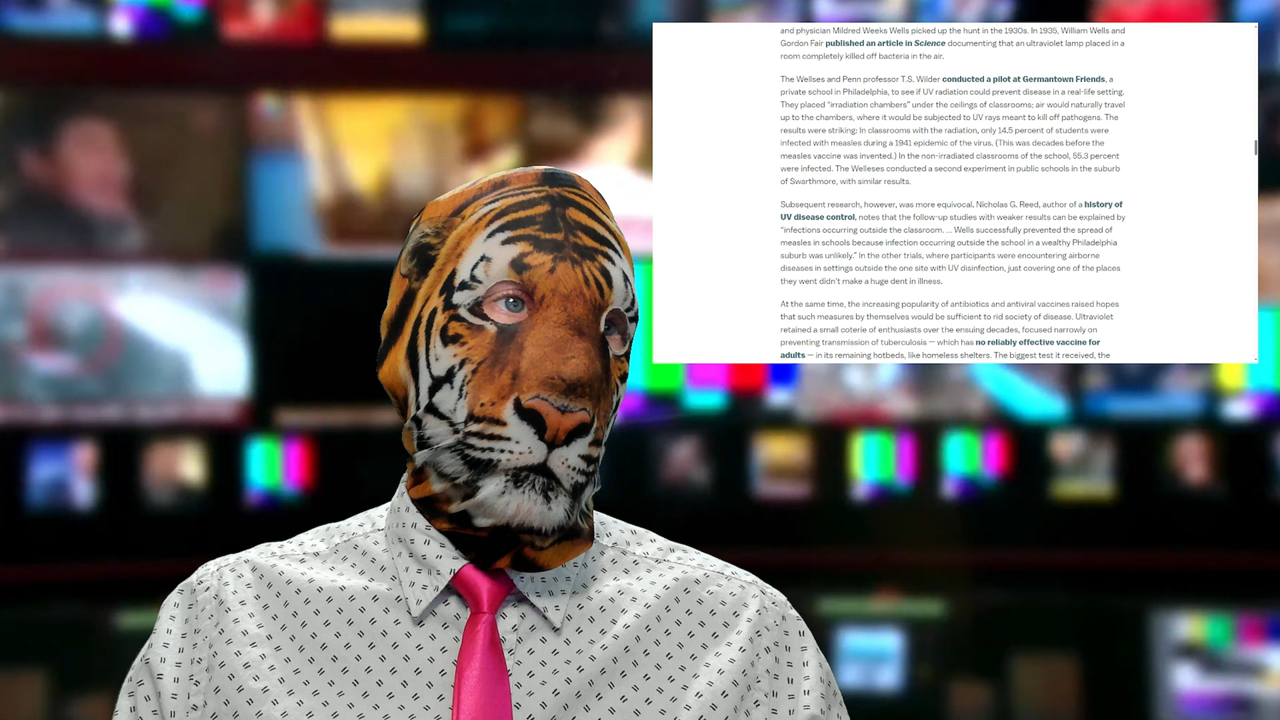 and physician Mildred Weeks Wells picked up the hunt in the 1930s. In 1935, William Wells and
Gordon Fair published an article in Science documenting that an ultraviolet lamp placed in a
room completely killed off bacteria in the air.
The Wellses and Penn professor T.S. Wilder conducted a pilot at Germantown Friends, a
private school in Philadelphia, to see if UV radiation could prevent disease in a real-life setting.
They placed “irradiation chambers” under the ceilings of classrooms; air would naturally travel
up to the chambers, where it would be subjected to UV rays meant to kill off pathogens. The
results were striking: In classrooms with the radiation, only 14.5 percent of students were
infected with measles during a 1941 epidemic of the virus. (This was decades before the
measles vaccine was invented.) In the non-irradiated classrooms of the school, 55.3 percent
were infected. The Welleses conducted a second experiment in public schools in the suburb
of Swarthmore, with similar results.
Subsequent research, however, was more equivocal. Nicholas G. Reed, author of a history of
UV disease control, notes that the follow-up studies with weaker results can be explained by
“infections occurring outside the classroom. ... Wells successfully prevented the spread of
measles in schools because infection occurring outside the school in a wealthy Philadelphia
suburb was unlikely.” In the other trials, where participants were encountering airborne
diseases in settings outside the one site with UV disinfection, just covering one of the places
they went didn’t make a huge dent in illness.
At the same time, the increasing popularity of antibiotics and antiviral vaccines raised hopes
that such measures by themselves would be sufficient to rid society of disease. Ultraviolet
retained a small coterie of enthusiasts over the ensuing decades, focused narrowly on
preventing transmission of tuberculosis — which has no reliably effective vaccine for
adults — in its remaining hotbeds, like homeless shelters. The biggest test it received, the